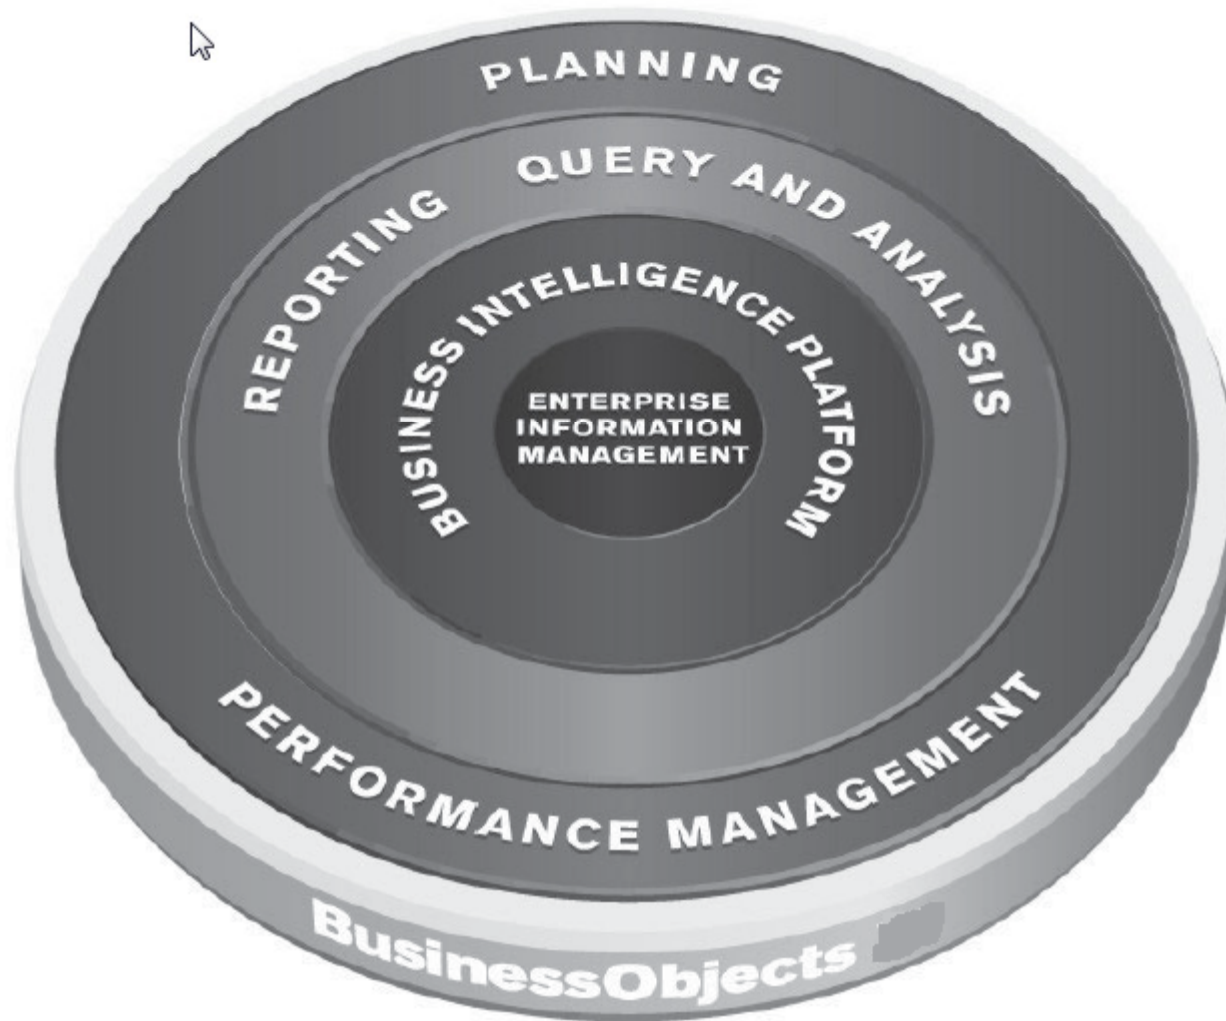 PLANNING
QUERY AND ANALYSIS
REPORTING
BUSINESS INTELLIGENCE PLATFORM
ENTERPRISE
INFORMATION
MANAGEMENT
PERFORMANCE MANAGEMENT
BusinessObjects